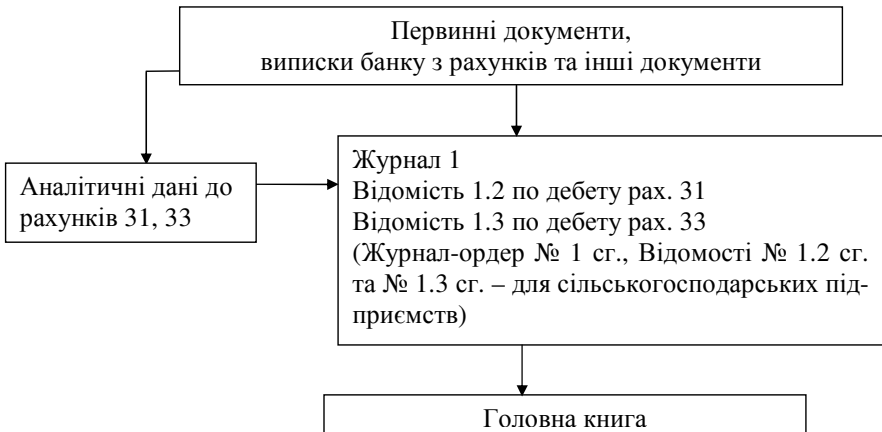 Первинні документи,
виписки банку з рахунків та інші документи
Аналітичні дані до
рахунків 31, 33
Журнал 1
Відомість 1.2 по дебету рах. 31
Відомість 1.3 по дебету рах. 33
(Журнал-ордер № 1 сг., Відомості № 1.2 сг.
та № 1.3 сг. – для сільськогосподарських під-
приємств)
Головна книга